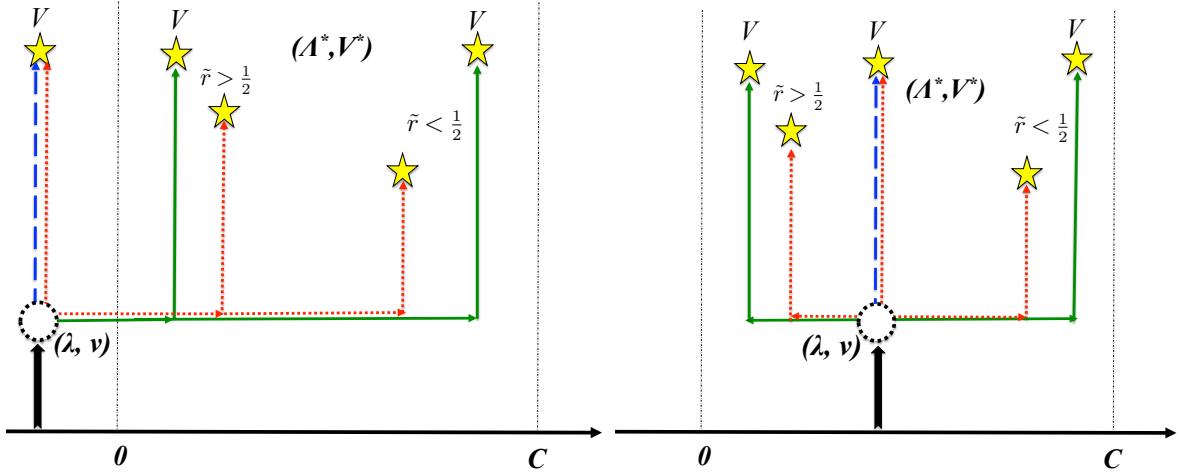 V V V
(Λ*,V*)
r̃ > 1/2
r̃ < 1/2
(λ, v)
0 C
V V V
(Λ*,V*)
r̃ > 1/2
r̃ < 1/2
(λ, v)
0 C